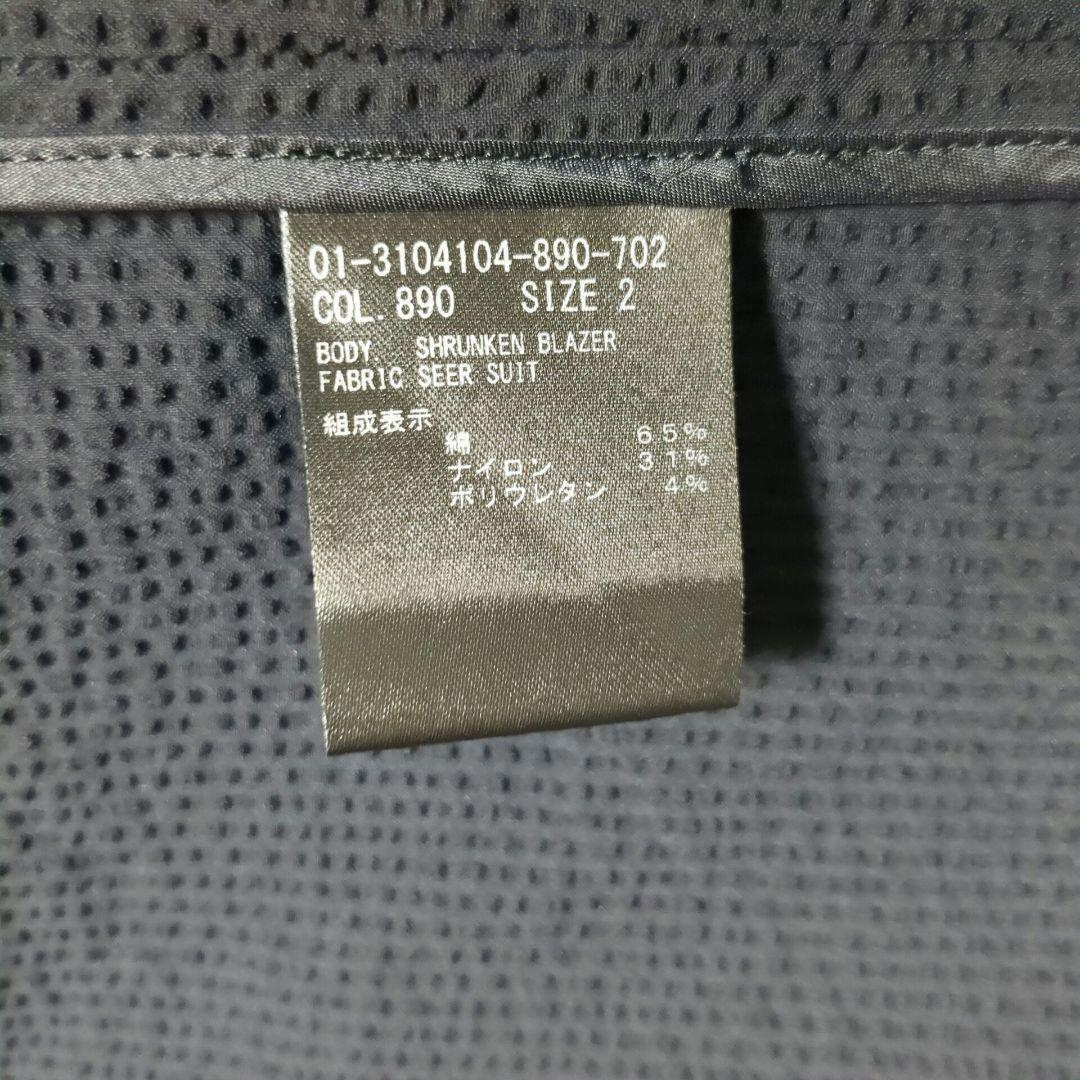 01-3104104-890-702
COL. 890 SIZE 2
BODY SHRUNKEN BLAZER
FABRIC SEER SUIT
組成表示
綿 65%
ナイロン 31%
ポリウレタン 4%